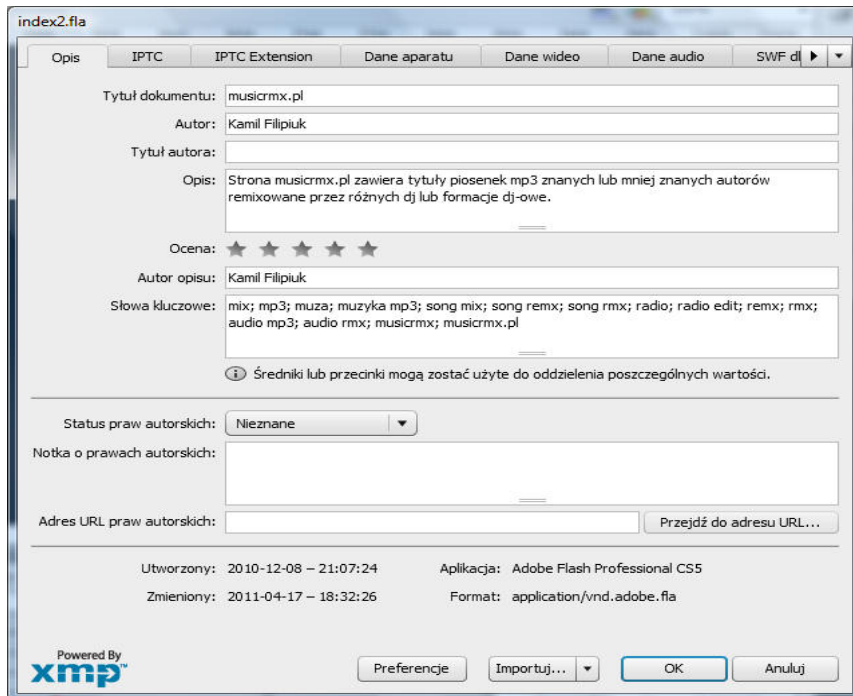 index2.fla
Opis IPTC IPTC Extension Dane aparatu Dane wideo Dane audio SWF dl
Tytuł dokumentu: musicrmx.pl
Autor: Kamil Filipiuk
Tytuł autora:
Opis: Strona musicrmx.pl zawiera tytuły piosenek mp3 znanych lub mniej znanych autorów
remixowane przez różnych dj lub formacje dj-owe.
Ocena:
Autor opisu: Kamil Filipiuk
Słowa kluczowe: mix; mp3; muza; muzyka mp3; song mix; song remx; song rmx; radio; radio edit; remx; rmx;
audio mp3; audio rmx; musicrmx; musicrmx.pl
Średniki lub przecinki mogą zostać użyte do oddzielenia poszczególnych wartości.
Status praw autorskich: Nieznane
Notka o prawach autorskich:
Adres URL praw autorskich: Przejdź do adresu URL...
Utworzony: 2010-12-08 – 21:07:24 Aplikacja: Adobe Flash Professional CS5
Zmieniony: 2011-04-17 – 18:32:26 Format: application/vnd.adobe.fla
Powered By
xmp™ Preferencje Importuj... OK Anuluj